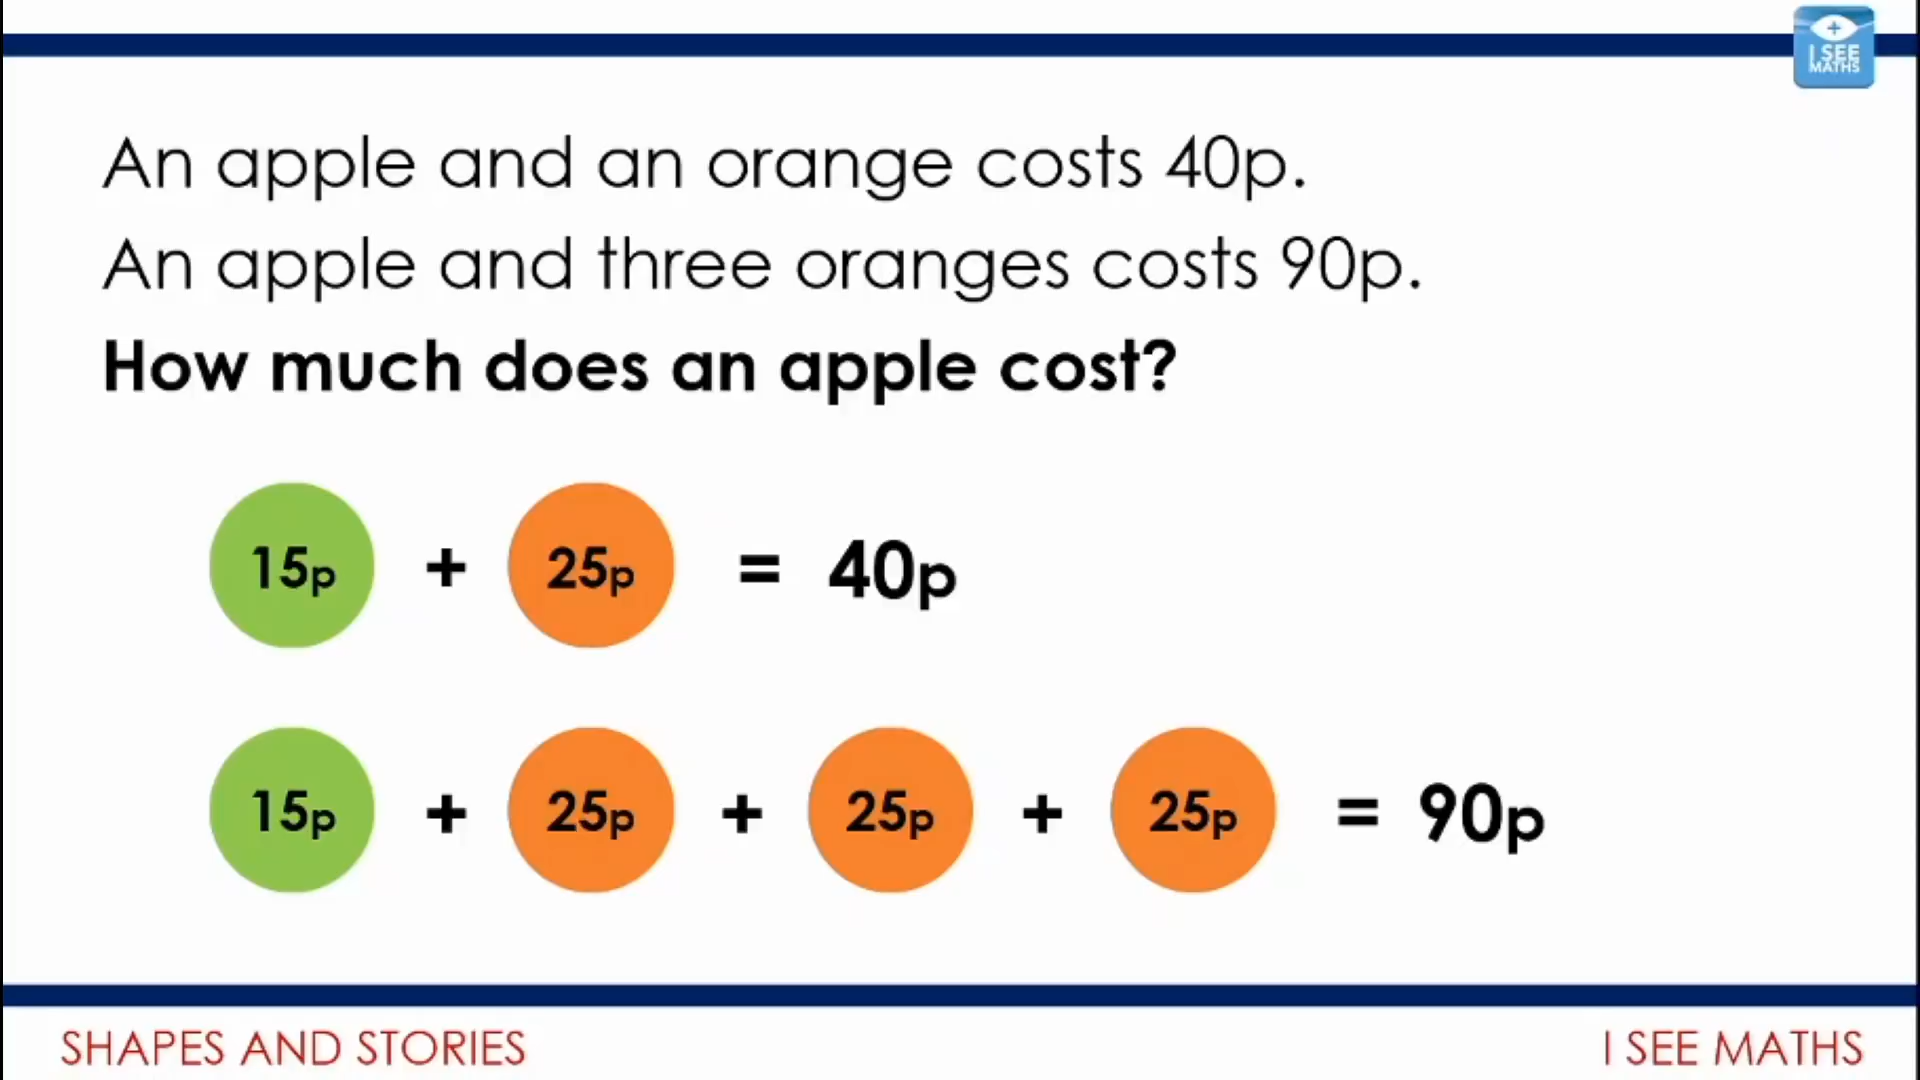 I SEE
MATHS
An apple and an orange costs 40p.
An apple and three oranges costs 90p.
How much does an apple cost?
15p + 25p = 40p
15p + 25p + 25p + 25p = 90p
SHAPES AND STORIES
I SEE MATHS